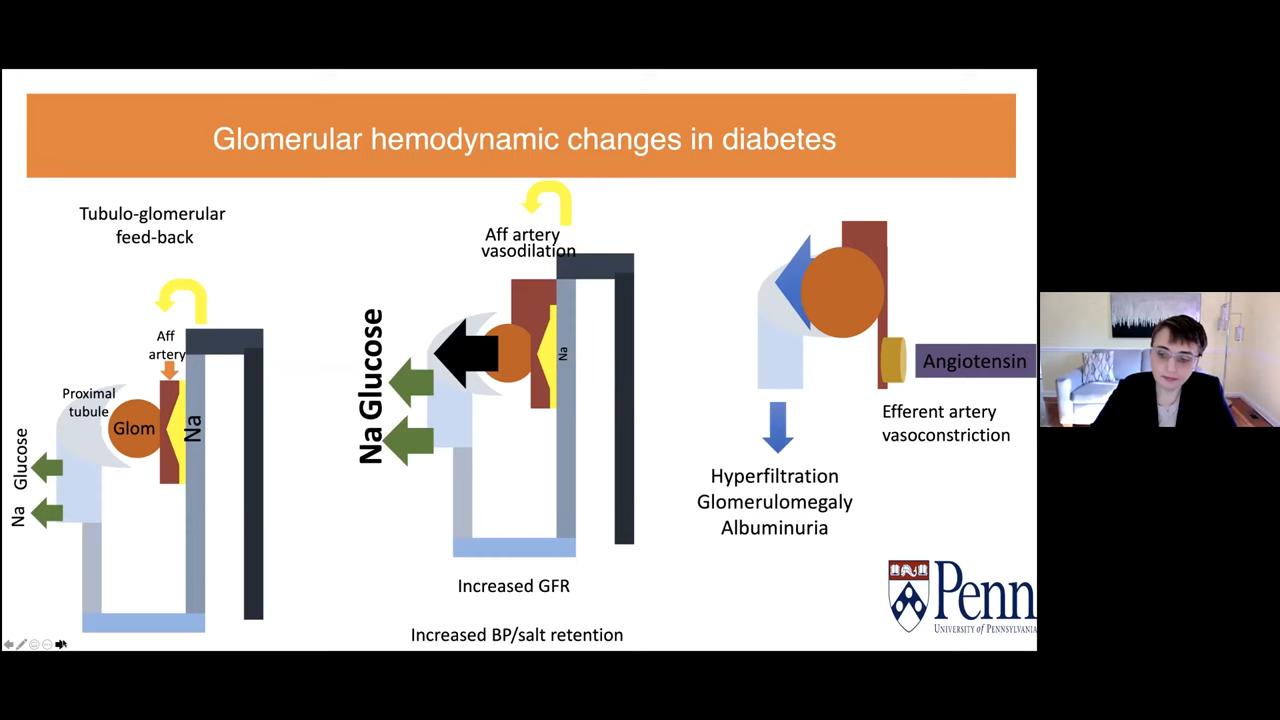 Glomerular hemodynamic changes in diabetes
Tubulo-glomerular
feed-back
Aff
artery
Proximal
tubule
Glom
Na
Glucose
Na
Aff artery
vasodilation
Na
Glucose
Na
Increased GFR
Increased BP/salt retention
Angiotensin
Efferent artery
vasoconstriction
Hyperfiltration
Glomerulomegaly
Albuminuria
Penn
UNIVERSITY of PENNSYLVANIA